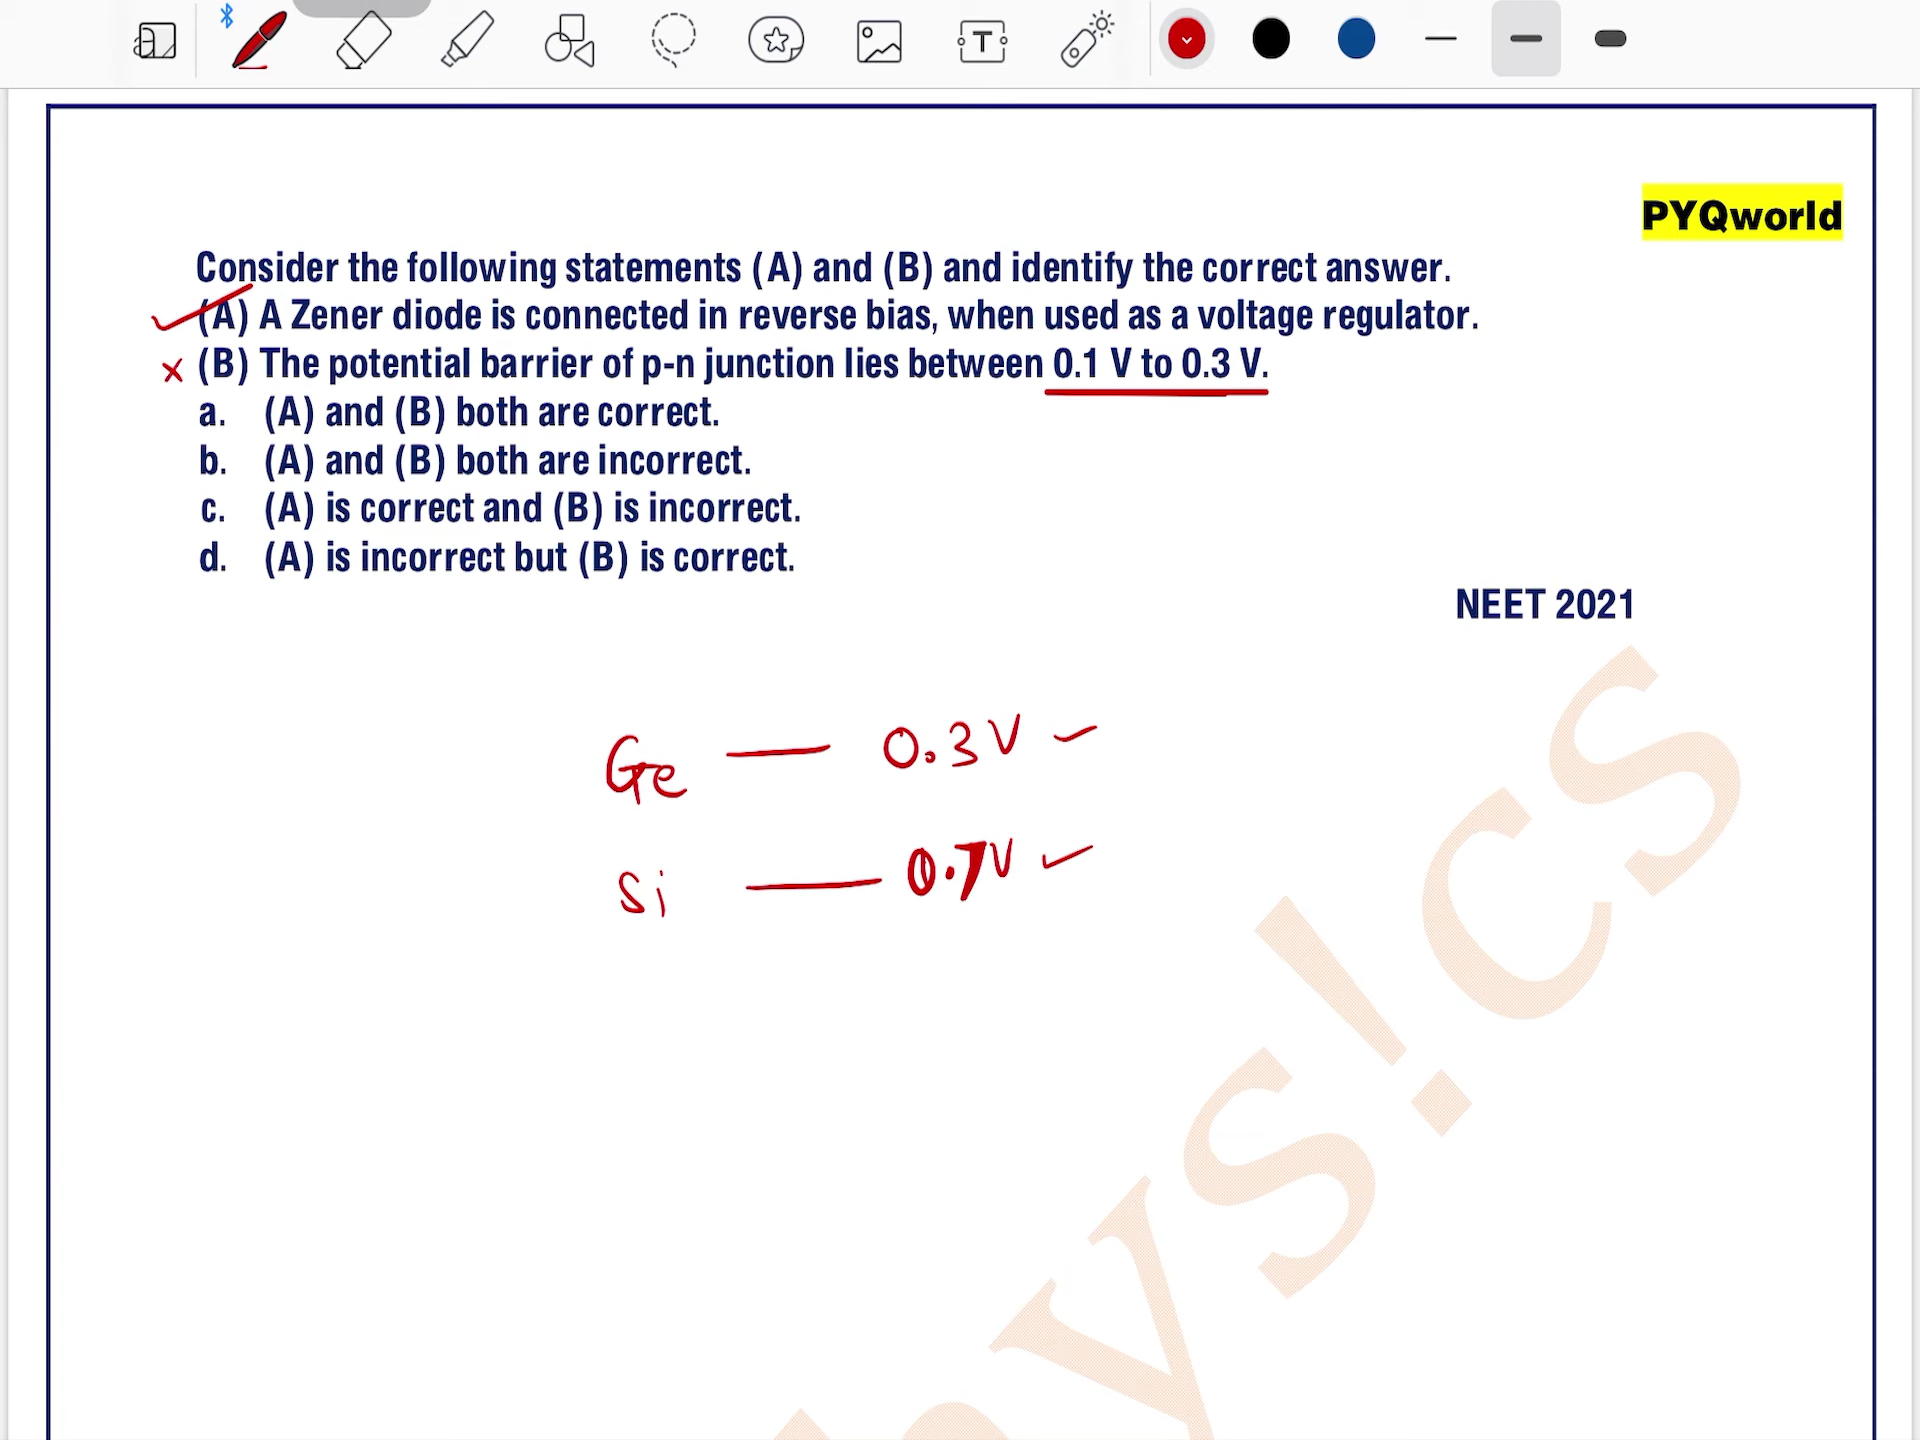 PYQworld
Consider the following statements (A) and (B) and identify the correct answer.
(A) A Zener diode is connected in reverse bias, when used as a voltage regulator.
(B) The potential barrier of p-n junction lies between 0.1 V to 0.3 V.
a. (A) and (B) both are correct.
b. (A) and (B) both are incorrect.
c. (A) is correct and (B) is incorrect.
d. (A) is incorrect but (B) is correct.
NEET 2021
Ge — 0.3V
Si — 0.7V
ys!cs